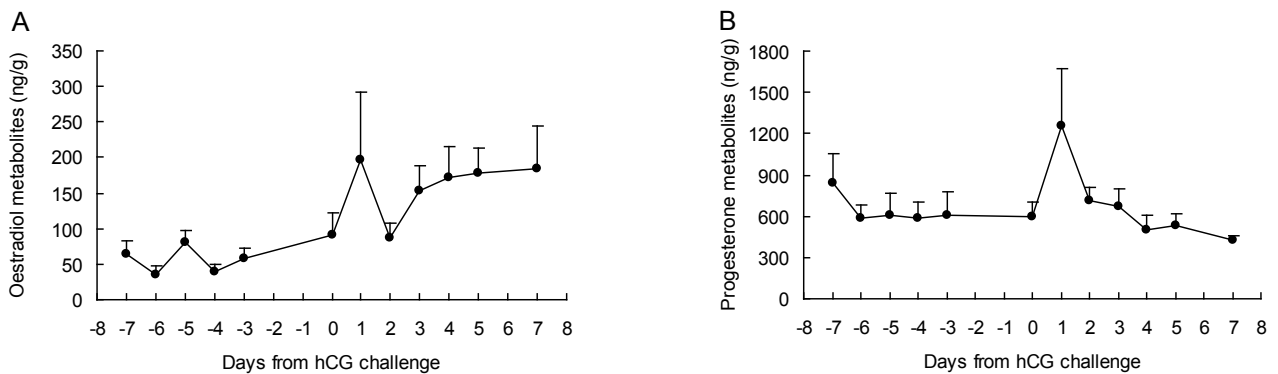 A
Oestradiol metabolites (ng/g)
350
300
250
200
150
100
50
0
-8 -7 -6 -5 -4 -3 -2 -1 0 1 2 3 4 5 6 7 8
Days from hCG challenge
B
Progesterone metabolites (ng/g)
1800
1500
1200
900
600
300
0
-8 -7 -6 -5 -4 -3 -2 -1 0 1 2 3 4 5 6 7 8
Days from hCG challenge